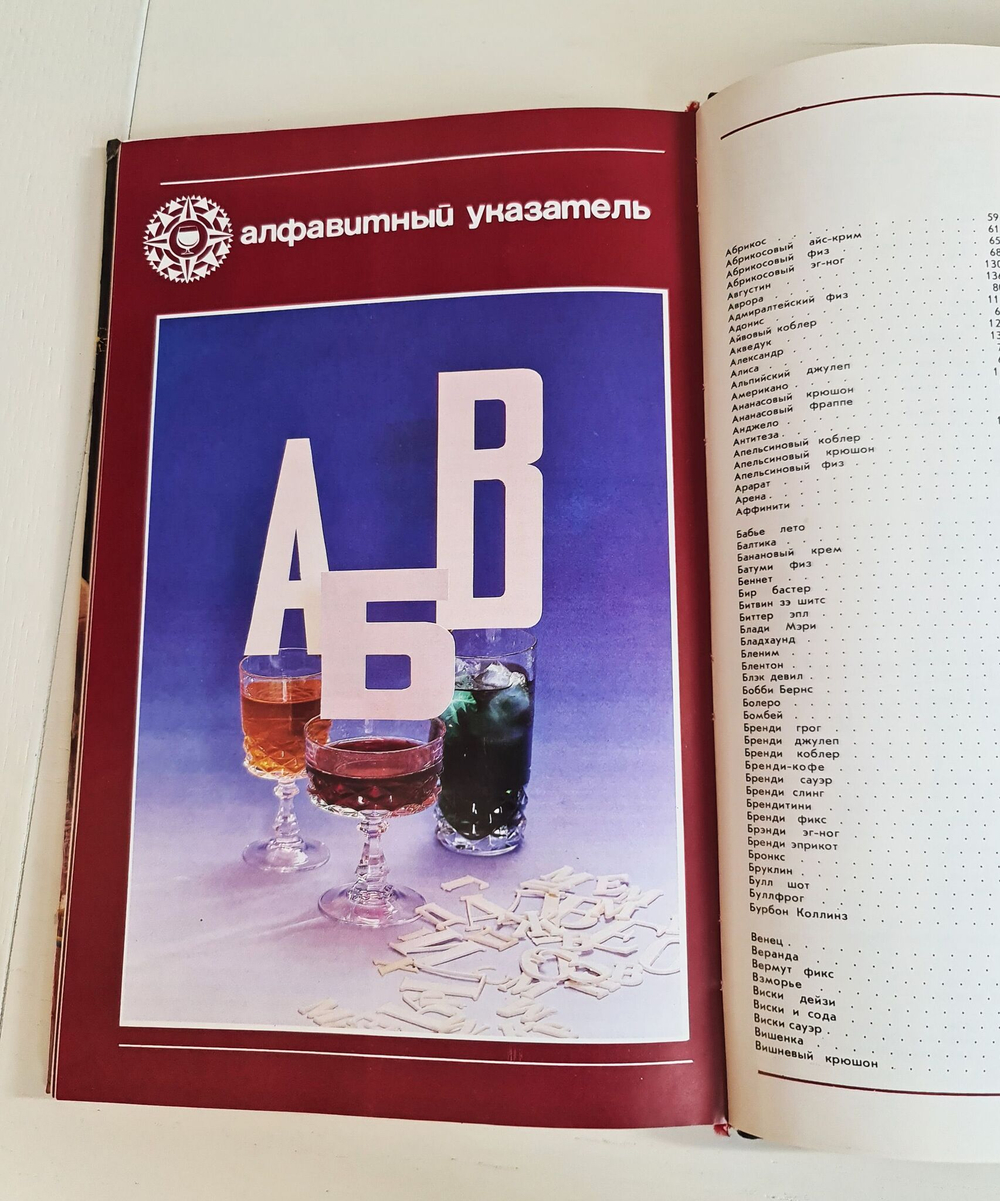 алфавитный указатель
А
Б
В
Абрикос 59
Абрикосовый айс-крим 61
Абрикосовый физ 65
Абрикосовый эг-ног 68
Августин 130
Аврора
Адмиралтейский физ
Адонис
Айвовый коблер
Акведук
Александр
Алиса
Альпийский джулеп
Американо
Ананасовый крюшон
Ананасовый фраппе
Анджело
Антитеза
Апельсиновый коблер
Апельсиновый крюшон
Апельсиновый физ
Арарат
Арена
Аффинити
Бабье лето
Балтика
Банановый крем
Батуми физ
Беннет
Бир бастер
Битвин зэ шитс
Биттер эпл
Блади Мэри
Бладхаунд
Бленим
Блентон
Блэк девил
Бобби Бернс
Болеро
Бомбей
Бренди грог
Бренди джулеп
Бренди коблер
Бренди-кофе
Бренди сауэр
Бренди слинг
Брендитини
Бренди фикс
Брэнди эг-ног
Бренди эприкот
Бронкс
Бруклин
Булл шот
Буллфрог
Бурбон Коллинз
Венец
Веранда
Вермут фикс
Взморье
Виски дейзи
Виски и сода
Виски сауэр
Вишенка
Вишневый крюшон